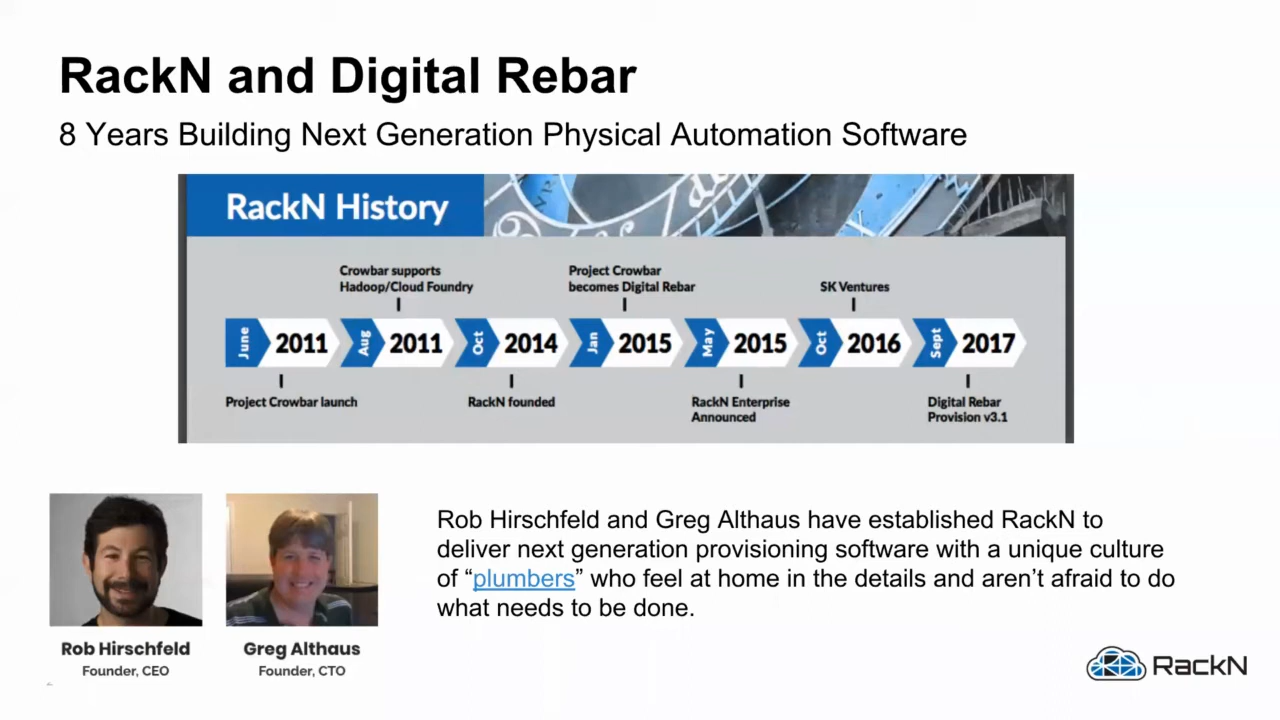 RackN and Digital Rebar
8 Years Building Next Generation Physical Automation Software
RackN History
Crowbar supports
Hadoop/Cloud Foundry
Project Crowbar
becomes Digital Rebar
SK Ventures
June 2011 Aug 2011 Oct 2014 Jan 2015 May 2015 Oct 2016 Sept 2017
Project Crowbar launch
RackN founded
RackN Enterprise
Announced
Digital Rebar
Provision v3.1
Rob Hirschfeld and Greg Althaus have established RackN to
deliver next generation provisioning software with a unique culture
of “plumbers” who feel at home in the details and aren’t afraid to do
what needs to be done.
Rob Hirschfeld
Founder, CEO
Greg Althaus
Founder, CTO
RackN